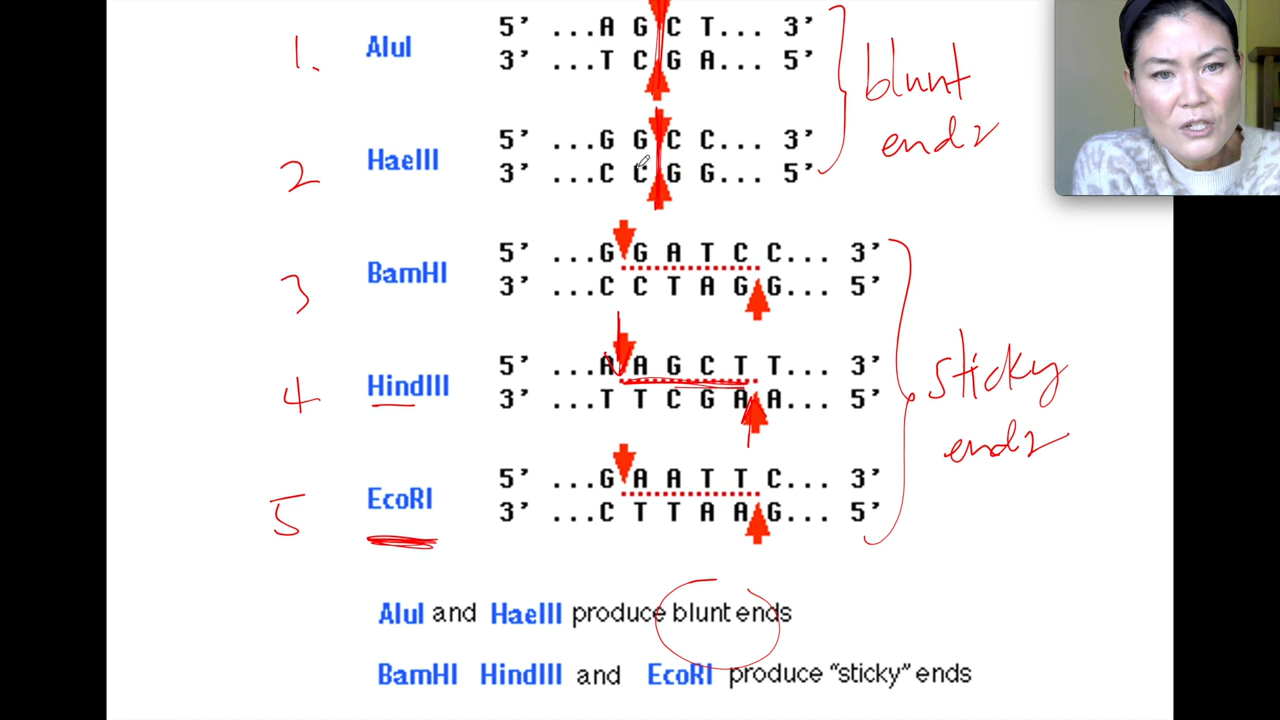 5’ ...A G C T... 3’
1. AluI
3’ ...T C G A... 5’
blunt
ends
5’ ...G G C C... 3’
2 HaeIII
3’ ...C C G G... 5’
5’ ...G G A T C C... 3’
3 BamHI
3’ ...C C T A G G... 5’
5’ ...A A G C T T... 3’
4 HindIII
3’ ...T T C G A A... 5’
sticky
ends
5’ ...G A A T T C... 3’
5 EcoRI
3’ ...C T T A A G... 5’
AluI and HaeIII produce blunt ends
BamHI HindIII and EcoRI produce “sticky” ends